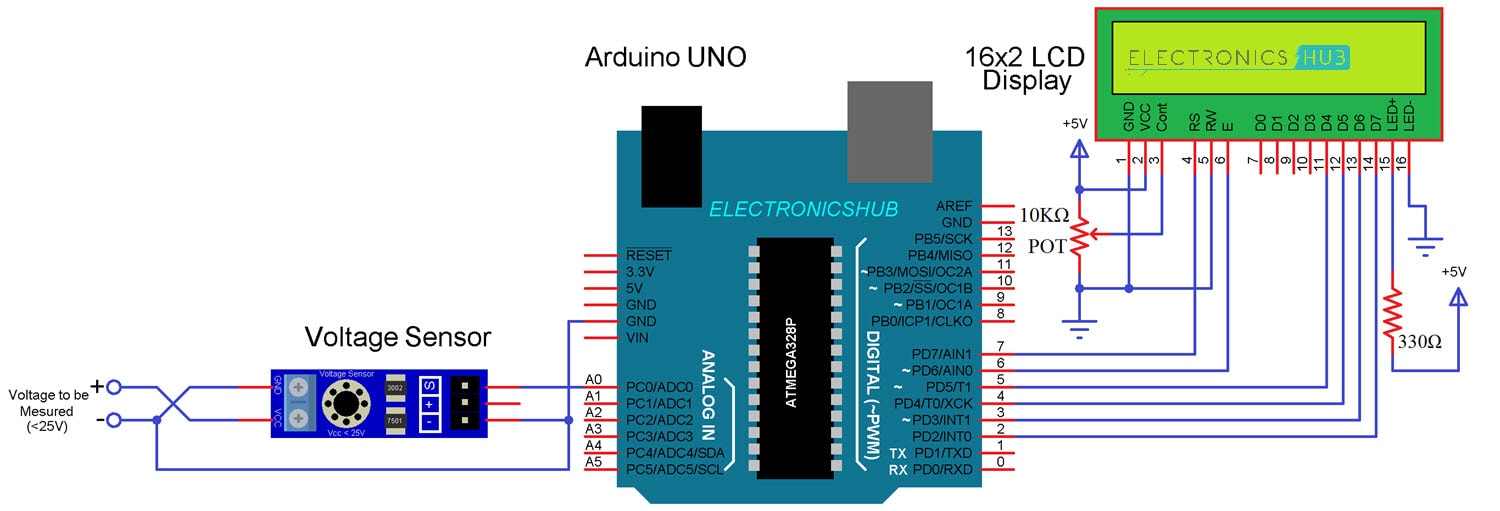 Arduino UNO
16x2 LCD
Display
ELECTRONICS HUB
GND
VCC
Cont
RS
RW
E
D0
D1
D2
D3
D4
D5
D6
D7
LED+
LED-
1
2
3
4
5
6
7
8
9
10
11
12
13
14
15
16
+5V
10KΩ
POT
+5V
330Ω
ELECTRONICSHUB
RESET
3.3V
5V
GND
GND
VIN
A0 PC0/ADC0
A1 PC1/ADC1
A2 PC2/ADC2
A3 PC3/ADC3
A4 PC4/ADC4/SDA
A5 PC5/ADC5/SCL
ANALOG IN
ATMEGA328P
DIGITAL (~PWM)
AREF
GND
PB5/SCK 13
PB4/MISO 12
~PB3/MOSI/OC2A 11
~ PB2/SS/OC1B 10
~ PB1/OC1A 9
PB0/ICP1/CLKO 8
PD7/AIN1 7
~ PD6/AIN0 6
~ PD5/T1 5
PD4/T0/XCK 4
~ PD3/INT1 3
PD2/INT0 2
TX PD1/TXD 1
RX PD0/RXD 0
Voltage Sensor
Voltage Sensor
GND
VCC
3002
7501
S
+
-
Vcc < 25V
Voltage to be
Mesured
(<25V)
+
-